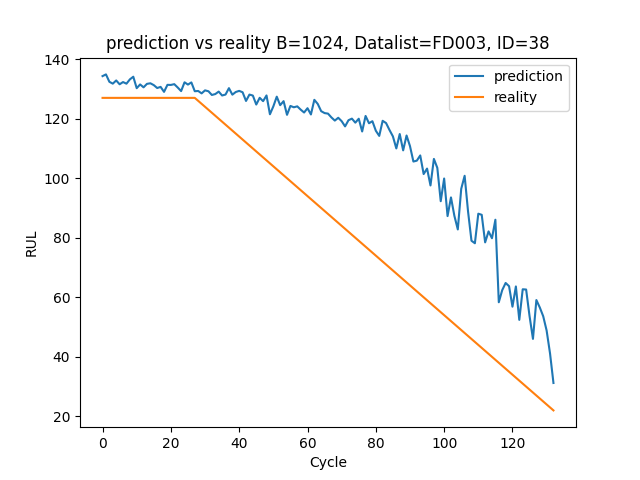 prediction vs reality B=1024, Datalist=FD003, ID=38
prediction
reality
RUL
140
120
100
80
60
40
20
0 20 40 60 80 100 120
Cycle